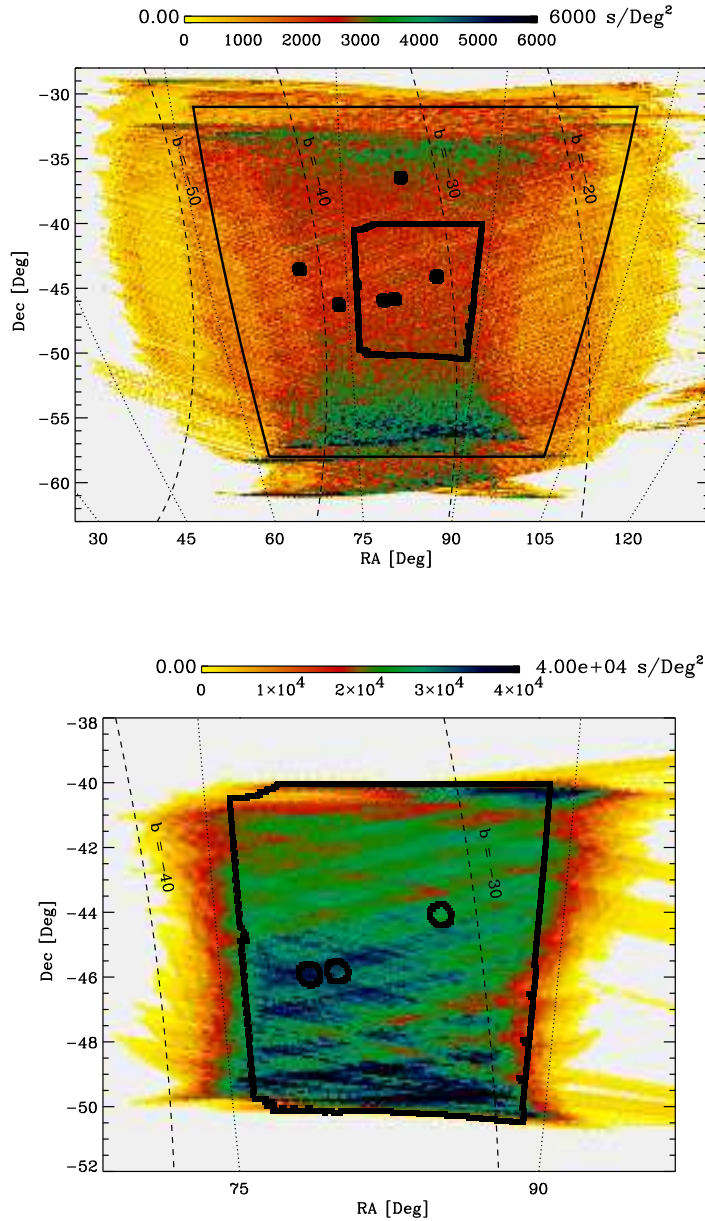 0.00 6000 s/Deg²
0 1000 2000 3000 4000 5000 6000
−30
−35
−40
−45
−50
−55
−60
Dec [Deg]
b = −50
b = −40
b = −30
b = −20
30 45 60 75 90 105 120
RA [Deg]
0.00 4.00e+04 s/Deg²
0 1×10⁴ 2×10⁴ 3×10⁴ 4×10⁴
−38
−40
−42
−44
−46
−48
−50
−52
Dec [Deg]
b = −40
b = −30
75 90
RA [Deg]